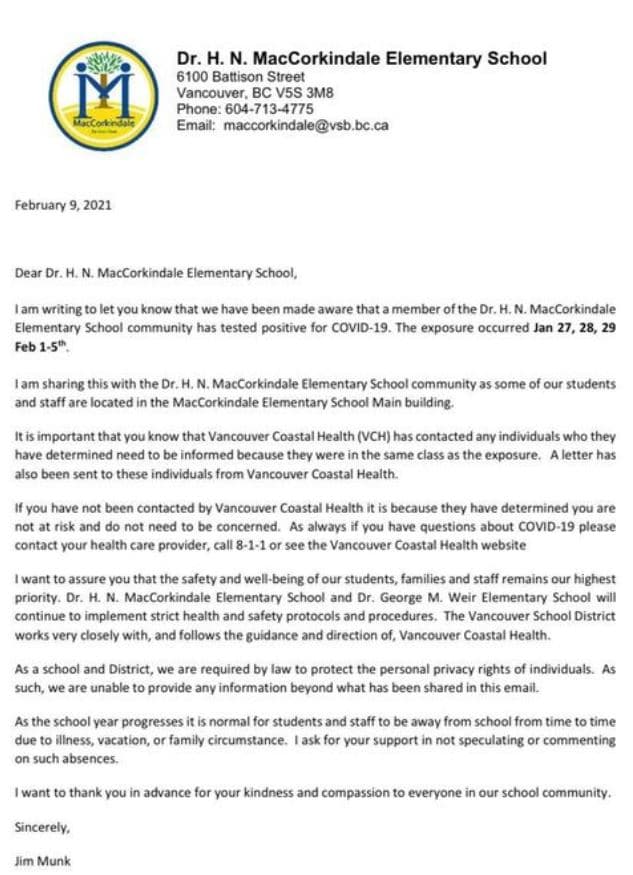 MacCorkindale
Dr. H. N. MacCorkindale Elementary School
6100 Battison Street
Vancouver, BC V5S 3M8
Phone: 604-713-4775
Email: maccorkindale@vsb.bc.ca
February 9, 2021
Dear Dr. H. N. MacCorkindale Elementary School,
I am writing to let you know that we have been made aware that a member of the Dr. H. N. MacCorkindale
Elementary School community has tested positive for COVID-19. The exposure occurred Jan 27, 28, 29
Feb 1-5th.
I am sharing this with the Dr. H. N. MacCorkindale Elementary School community as some of our students
and staff are located in the MacCorkindale Elementary School Main building.
It is important that you know that Vancouver Coastal Health (VCH) has contacted any individuals who they
have determined need to be informed because they were in the same class as the exposure. A letter has
also been sent to these individuals from Vancouver Coastal Health.
If you have not been contacted by Vancouver Coastal Health it is because they have determined you are
not at risk and do not need to be concerned. As always if you have questions about COVID-19 please
contact your health care provider, call 8-1-1 or see the Vancouver Coastal Health website
I want to assure you that the safety and well-being of our students, families and staff remains our highest
priority. Dr. H. N. MacCorkindale Elementary School and Dr. George M. Weir Elementary School will
continue to implement strict health and safety protocols and procedures. The Vancouver School District
works very closely with, and follows the guidance and direction of, Vancouver Coastal Health.
As a school and District, we are required by law to protect the personal privacy rights of individuals. As
such, we are unable to provide any information beyond what has been shared in this email.
As the school year progresses it is normal for students and staff to be away from school from time to time
due to illness, vacation, or family circumstance. I ask for your support in not speculating or commenting
on such absences.
I want to thank you in advance for your kindness and compassion to everyone in our school community.
Sincerely,
Jim Munk